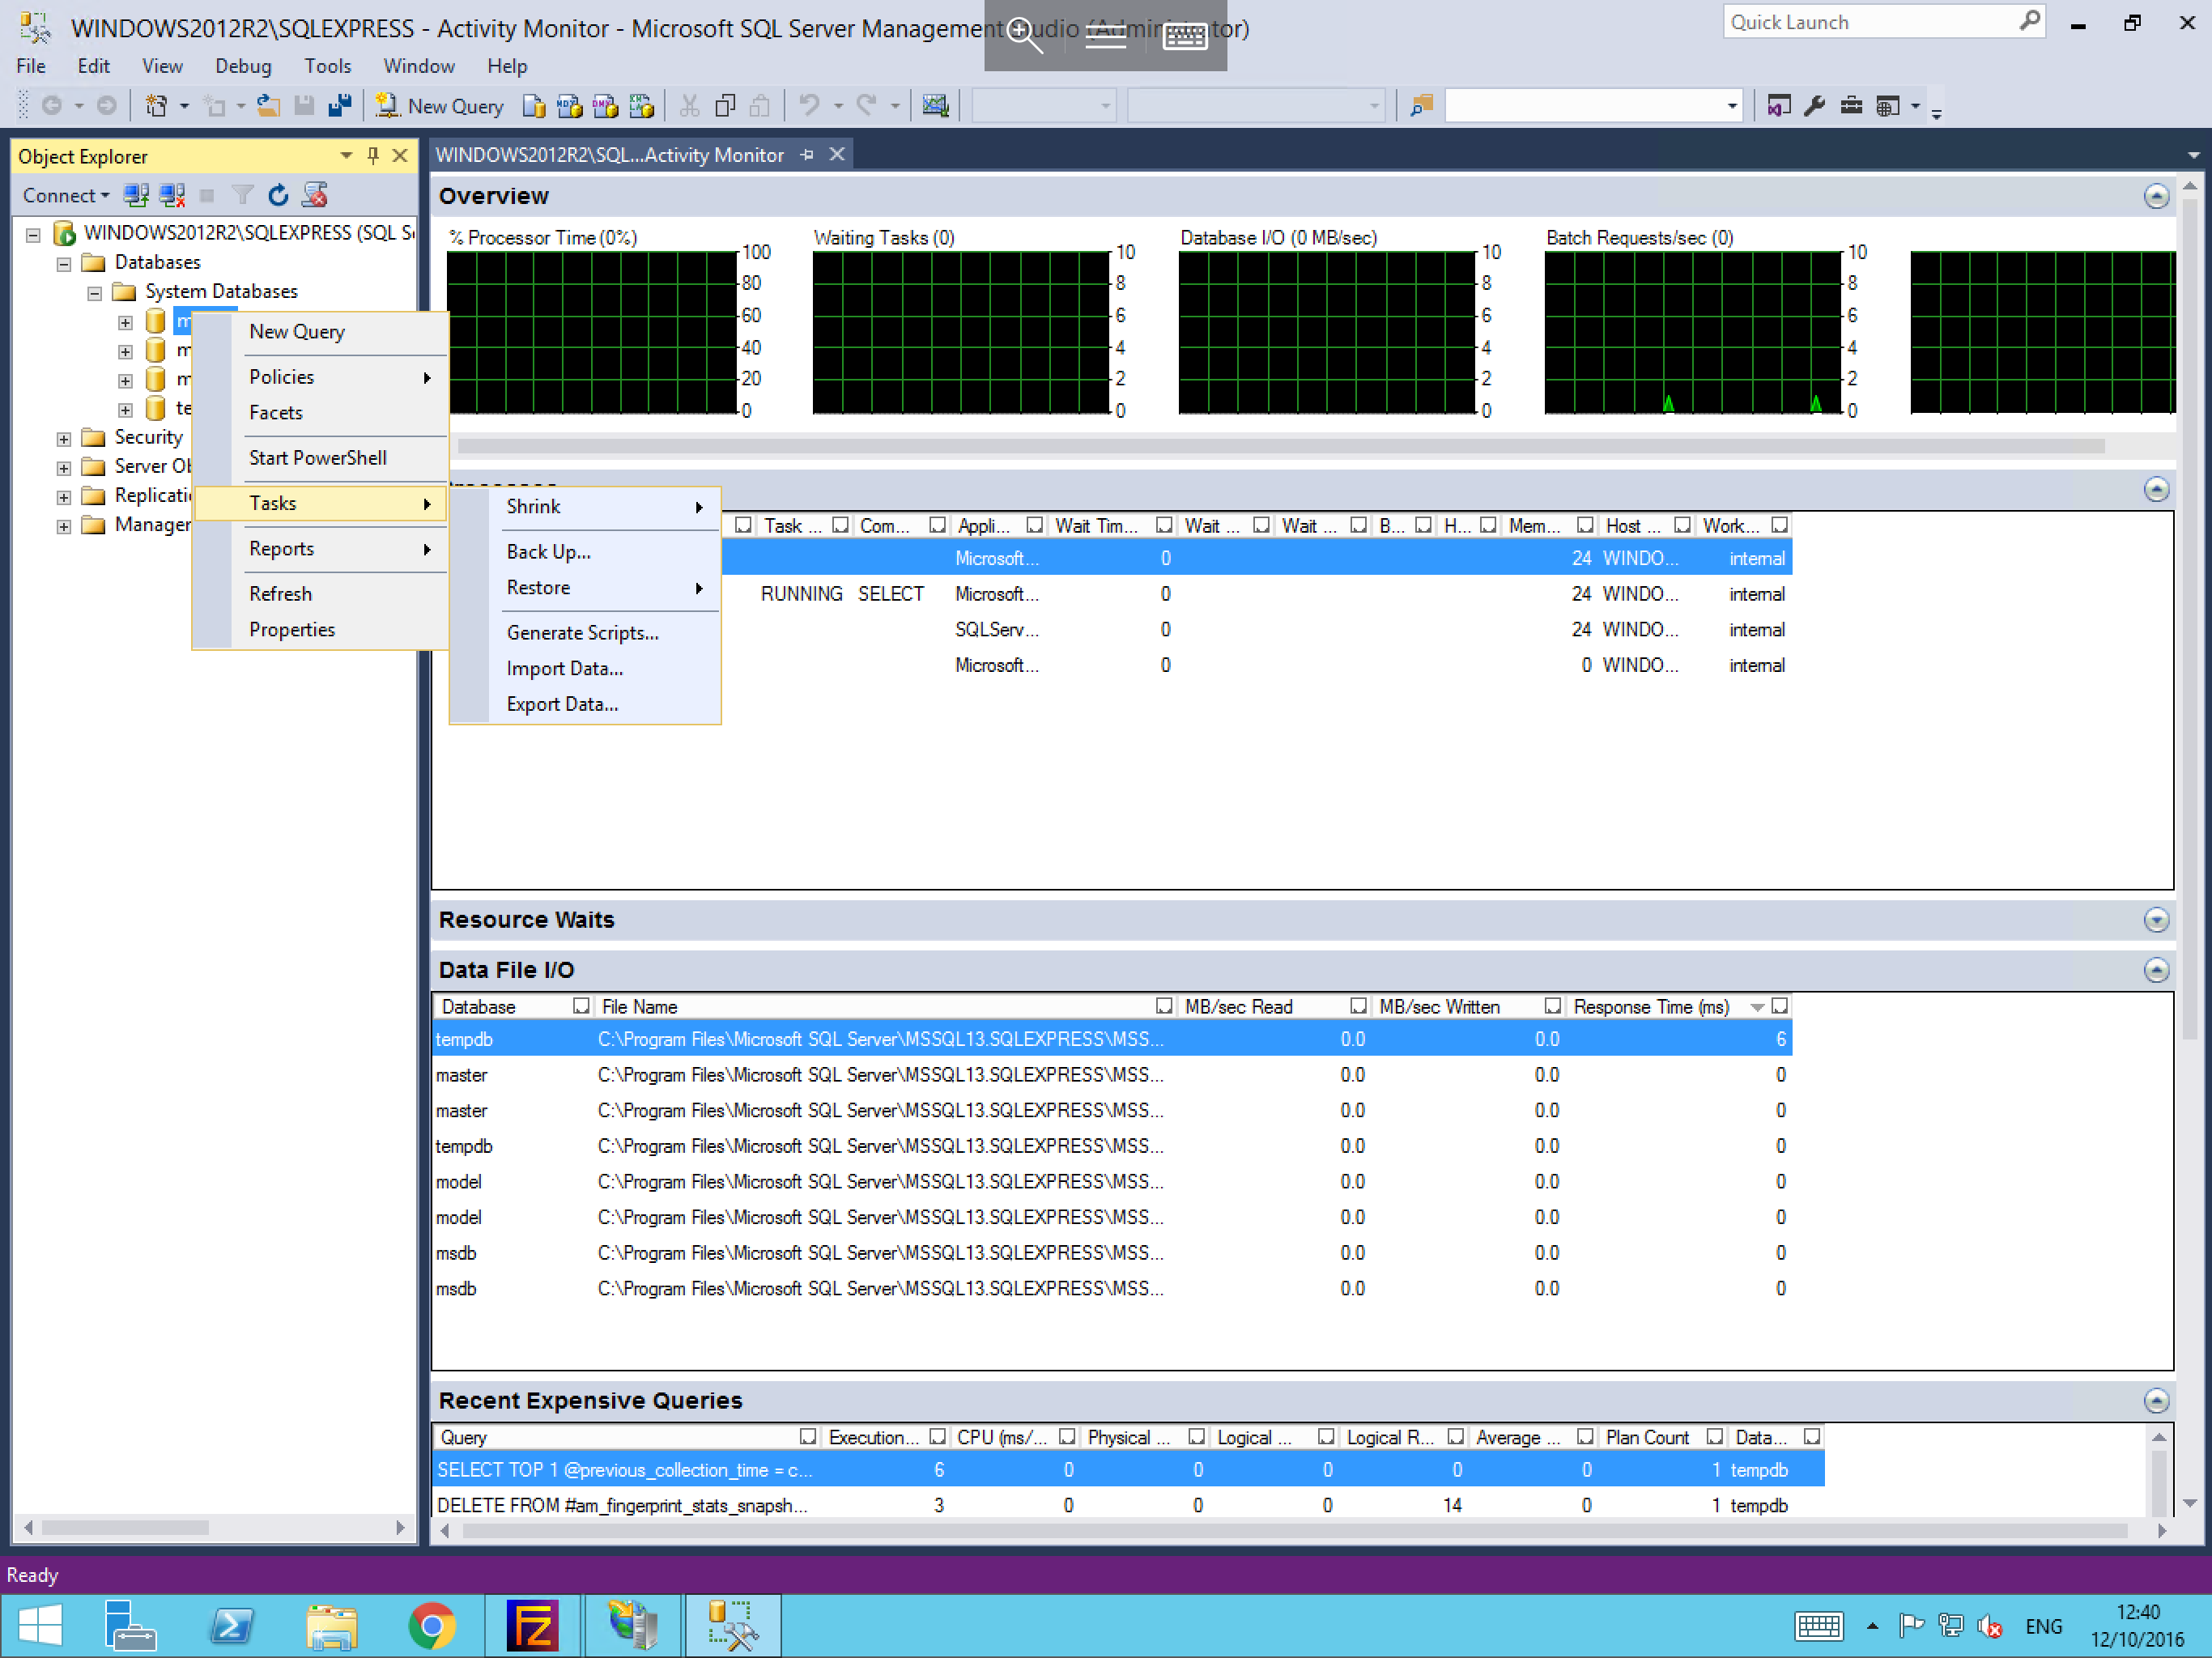 WINDOWS2012R2\SQLEXPRESS - Activity Monitor - Microsoft SQL Server Management Studio (Administrator)
Quick Launch
File Edit View Debug Tools Window Help
New Query
Object Explorer
WINDOWS2012R2\SQL...Activity Monitor
Connect
WINDOWS2012R2\SQLEXPRESS (SQL S
Databases
System Databases
m
m
m
te
Security
Server Ob
Replicati
Manager
New Query
Policies
Facets
Start PowerShell
Tasks
Reports
Refresh
Properties
Shrink
Back Up...
Restore
Generate Scripts...
Import Data...
Export Data...
Overview
% Processor Time (0%)
100
80
60
40
20
0
Waiting Tasks (0)
10
8
6
4
2
0
Database I/O (0 MB/sec)
10
8
6
4
2
0
Batch Requests/sec (0)
10
8
6
4
2
0
Task ... Com... Appli... Wait Tim... Wait ... Wait ... B... H... Mem... Host ... Work...
Microsoft... 0 24 WINDO... internal
RUNNING SELECT Microsoft... 0 24 WINDO... internal
SQLServ... 0 24 WINDO... internal
Microsoft... 0 0 WINDO... internal
Resource Waits
Data File I/O
Database File Name MB/sec Read MB/sec Written Response Time (ms)
tempdb C:\Program Files\Microsoft SQL Server\MSSQL13.SQLEXPRESS\MSS... 0.0 0.0 6
master C:\Program Files\Microsoft SQL Server\MSSQL13.SQLEXPRESS\MSS... 0.0 0.0 0
master C:\Program Files\Microsoft SQL Server\MSSQL13.SQLEXPRESS\MSS... 0.0 0.0 0
tempdb C:\Program Files\Microsoft SQL Server\MSSQL13.SQLEXPRESS\MSS... 0.0 0.0 0
model C:\Program Files\Microsoft SQL Server\MSSQL13.SQLEXPRESS\MSS... 0.0 0.0 0
model C:\Program Files\Microsoft SQL Server\MSSQL13.SQLEXPRESS\MSS... 0.0 0.0 0
msdb C:\Program Files\Microsoft SQL Server\MSSQL13.SQLEXPRESS\MSS... 0.0 0.0 0
msdb C:\Program Files\Microsoft SQL Server\MSSQL13.SQLEXPRESS\MSS... 0.0 0.0 0
Recent Expensive Queries
Query Execution... CPU (ms/... Physical ... Logical ... Logical R... Average ... Plan Count Data...
SELECT TOP 1 @previous_collection_time = c... 6 0 0 0 0 0 1 tempdb
DELETE FROM #am_fingerprint_stats_snapsh... 3 0 0 0 14 0 1 tempdb
Ready
ENG
12:40
12/10/2016